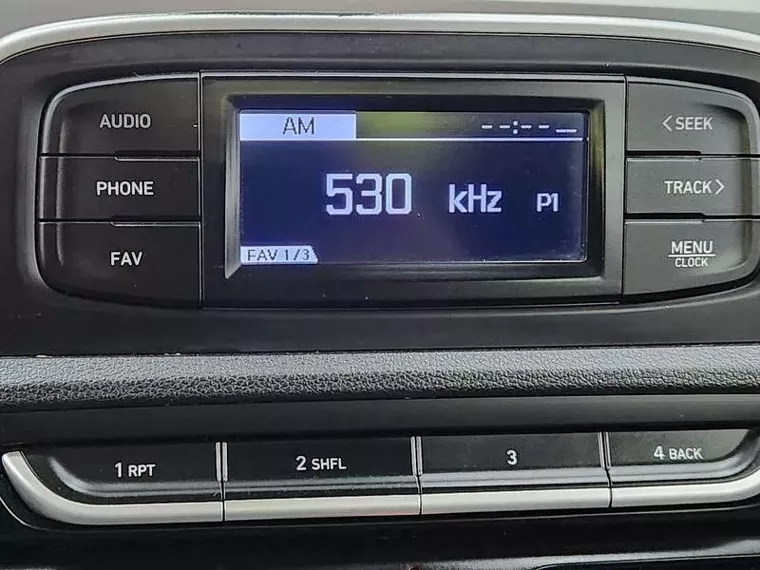 AUDIO
PHONE
FAV
AM --:--
530 kHz P1
FAV 1/3
<SEEK
TRACK>
MENU
CLOCK
1 RPT
2 SHFL
3
4 BACK